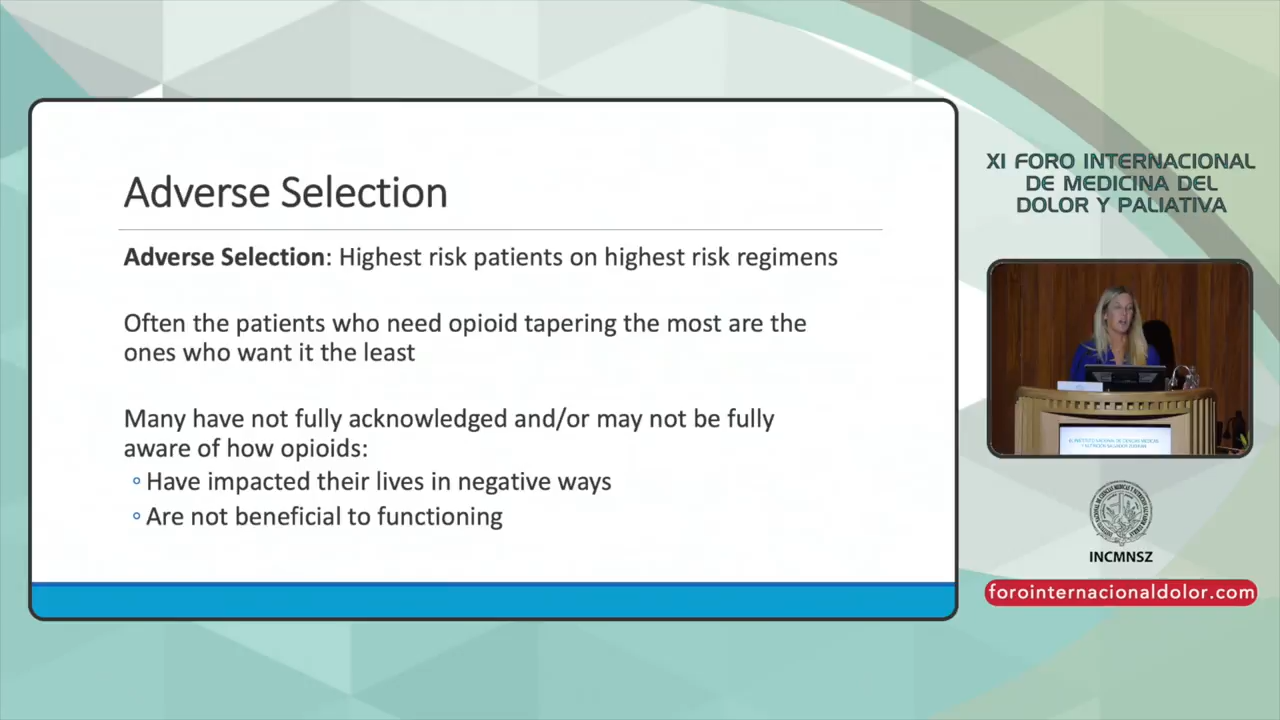 Adverse Selection
Adverse Selection: Highest risk patients on highest risk regimens
Often the patients who need opioid tapering the most are the
ones who want it the least
Many have not fully acknowledged and/or may not be fully
aware of how opioids:
Have impacted their lives in negative ways
Are not beneficial to functioning
XI FORO INTERNACIONAL
DE MEDICINA DEL
DOLOR Y PALIATIVA
INCMNSZ
forointernacionaldolor.com